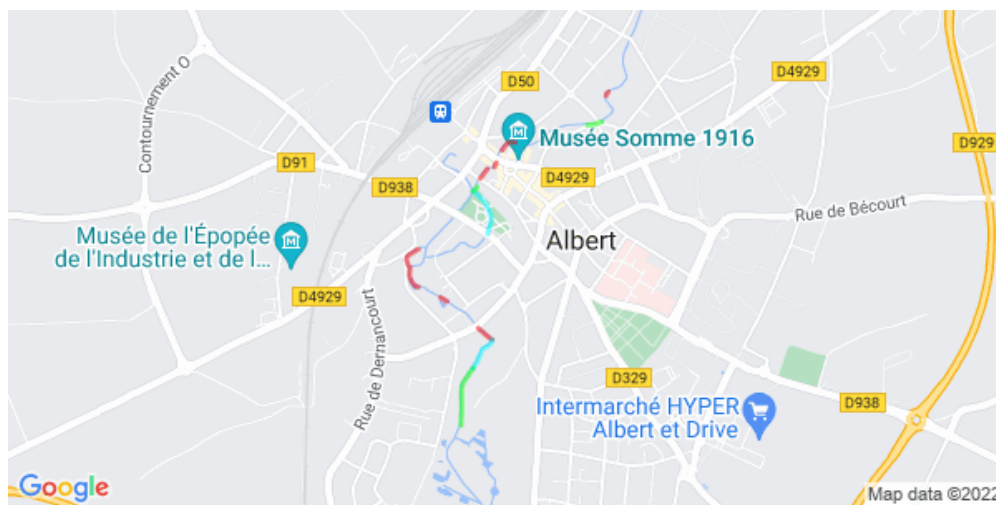 D4929
D50
Contournement O
Musée Somme 1916
D929
D91
D4929
D938
Rue de Bécourt
Musée de l'Épopée
de l'Industrie et de l...
Albert
D4929
Rue de Dernancourt
D329
Intermarché HYPER
Albert et Drive
D938
Google
Map data ©2022